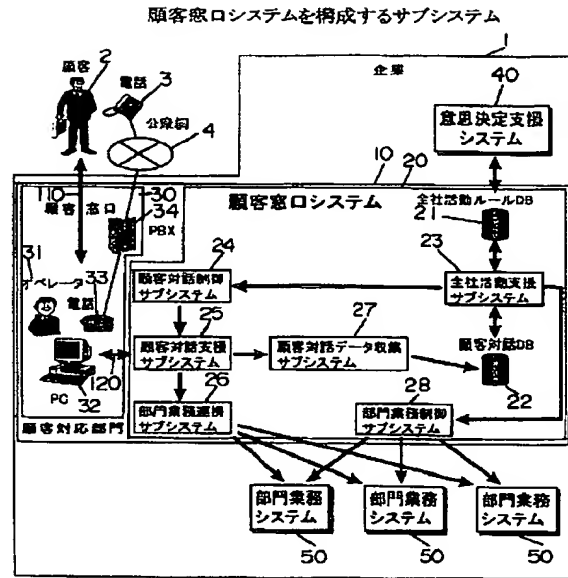 顧客窓口システムを構成するサブシステム
1
顧客
2
電話
3
公衆網
4
企業
40
意思決定支援
システム
10
20
110
30
34
顧客 窓口
PBX
顧客窓口システム
全社活動ルールDB
21
31
オペレータ
33
電話
24
顧客対話制御
サブシステム
23
全社活動支援
サブシステム
25
顧客対話支援
サブシステム
27
顧客対話データ収集
サブシステム
顧客対話DB
22
120
PC
32
26
部門業務連携
サブシステム
28
部門業務制御
サブシステム
顧客対応部門
部門業務
システム
50
部門業務
システム
50
部門業務
システム
50